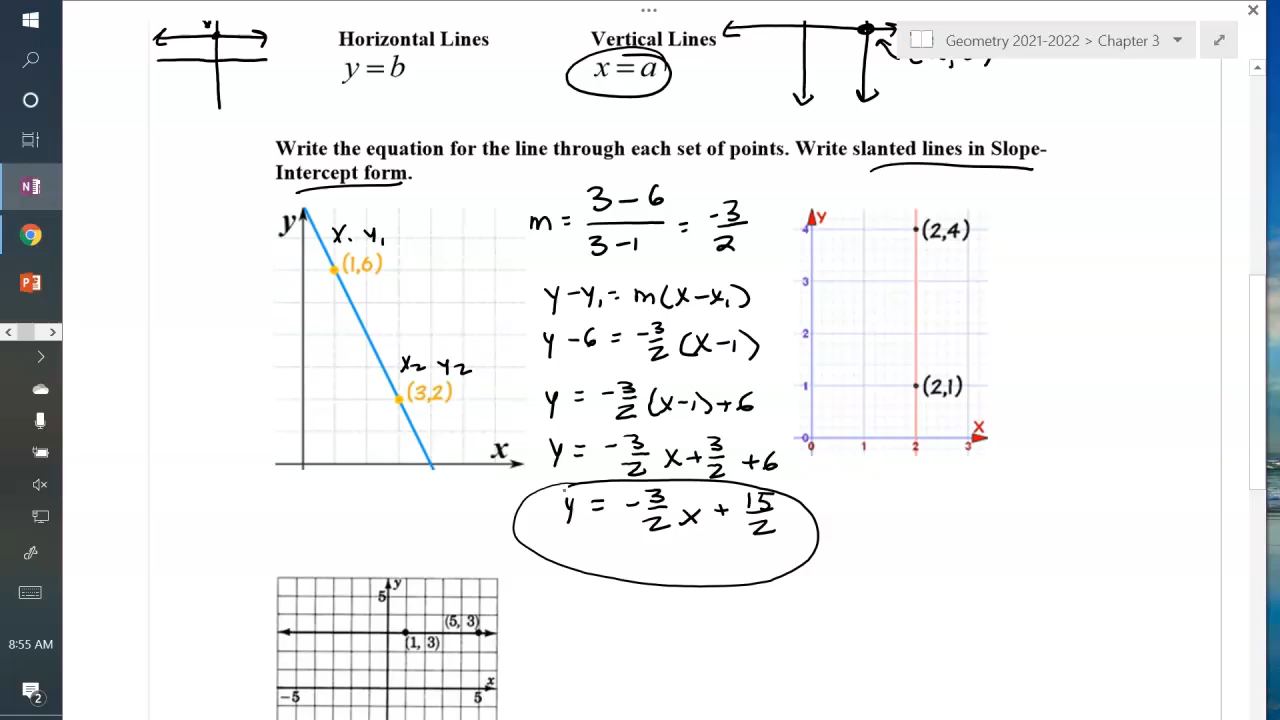 Horizontal Lines
Vertical Lines
Geometry 2021-2022 > Chapter 3
y = b
x = a
Write the equation for the line through each set of points. Write slanted lines in Slope-
Intercept form.
m = 3 - 6 / 3 - 1 = -3/2
y
x
X1 Y1
(1,6)
X2 Y2
(3,2)
y - y1 = m(x - x1)
y - 6 = -3/2 (x - 1)
y = -3/2 (x - 1) + 6
y = -3/2 x + 3/2 + 6
y = -3/2 x + 15/2
Y
4
(2,4)
3
2
1
(2,1)
0
X
0 1 2 3
y
5
(5, 3)
(1, 3)
x
-5
5
8:55 AM
2